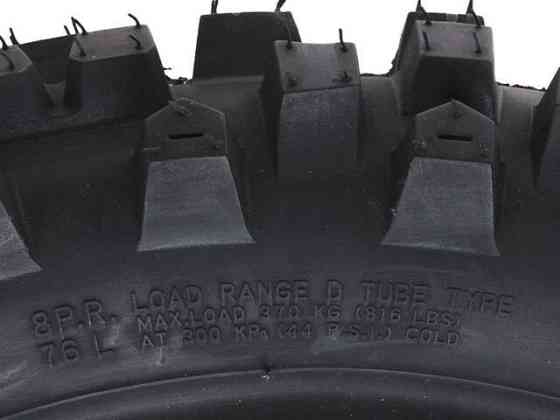 8P.R. LOAD RANGE D TUBE TYPE
MAX.LOAD 370 KG (816 LBS)
76 L AT 300 KPa (44 P.S.I.) COLD